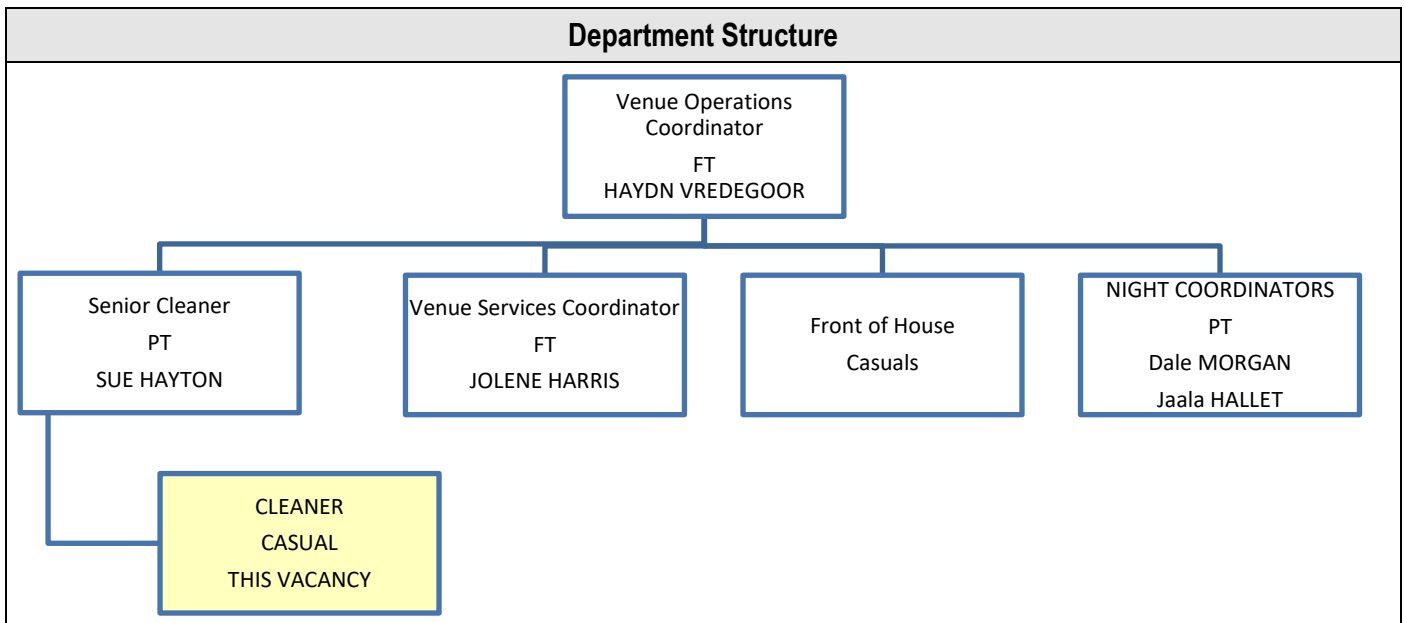 Department Structure
Venue Operations
Coordinator
FT
HAYDN VREDEGOOR
Senior Cleaner
PT
SUE HAYTON
Venue Services Coordinator
FT
JOLENE HARRIS
Front of House
Casuals
NIGHT COORDINATORS
PT
Dale MORGAN
Jaala HALLET
CLEANER
CASUAL
THIS VACANCY